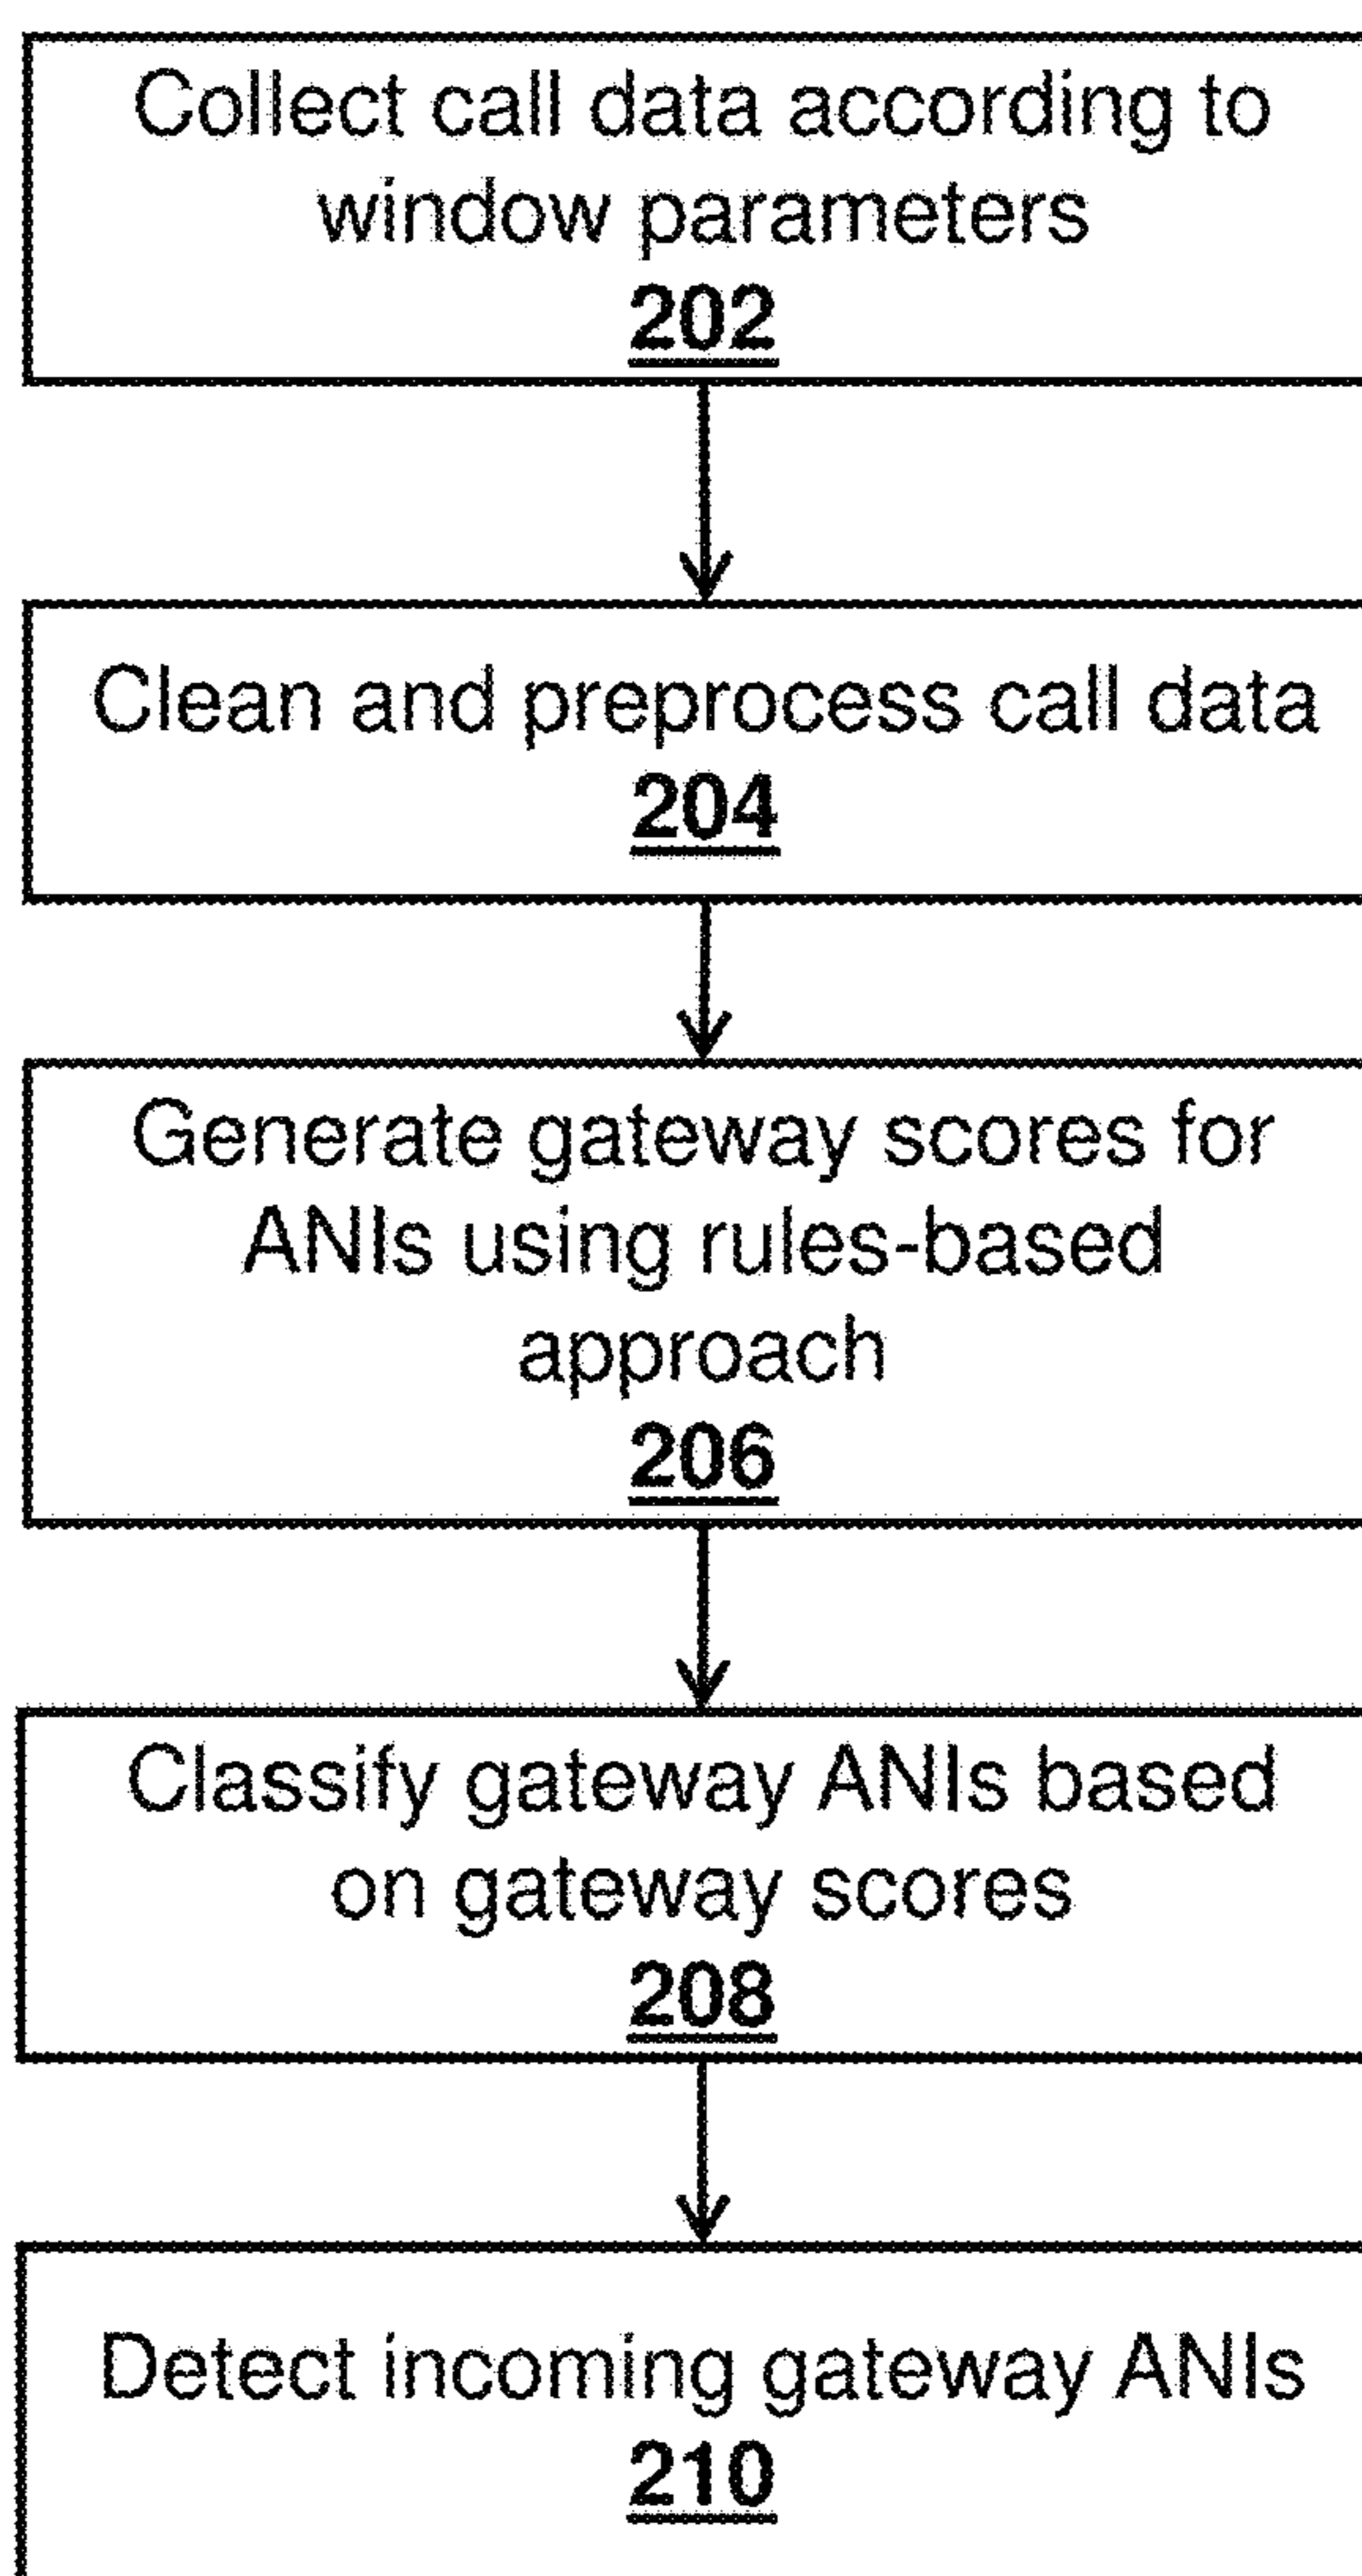 Collect call data according to
window parameters
202
Clean and preprocess call data
204
Generate gateway scores for
ANIs using rules-based
approach
206
Classify gateway ANIs based
on gateway scores
208
Detect incoming gateway ANIs
210